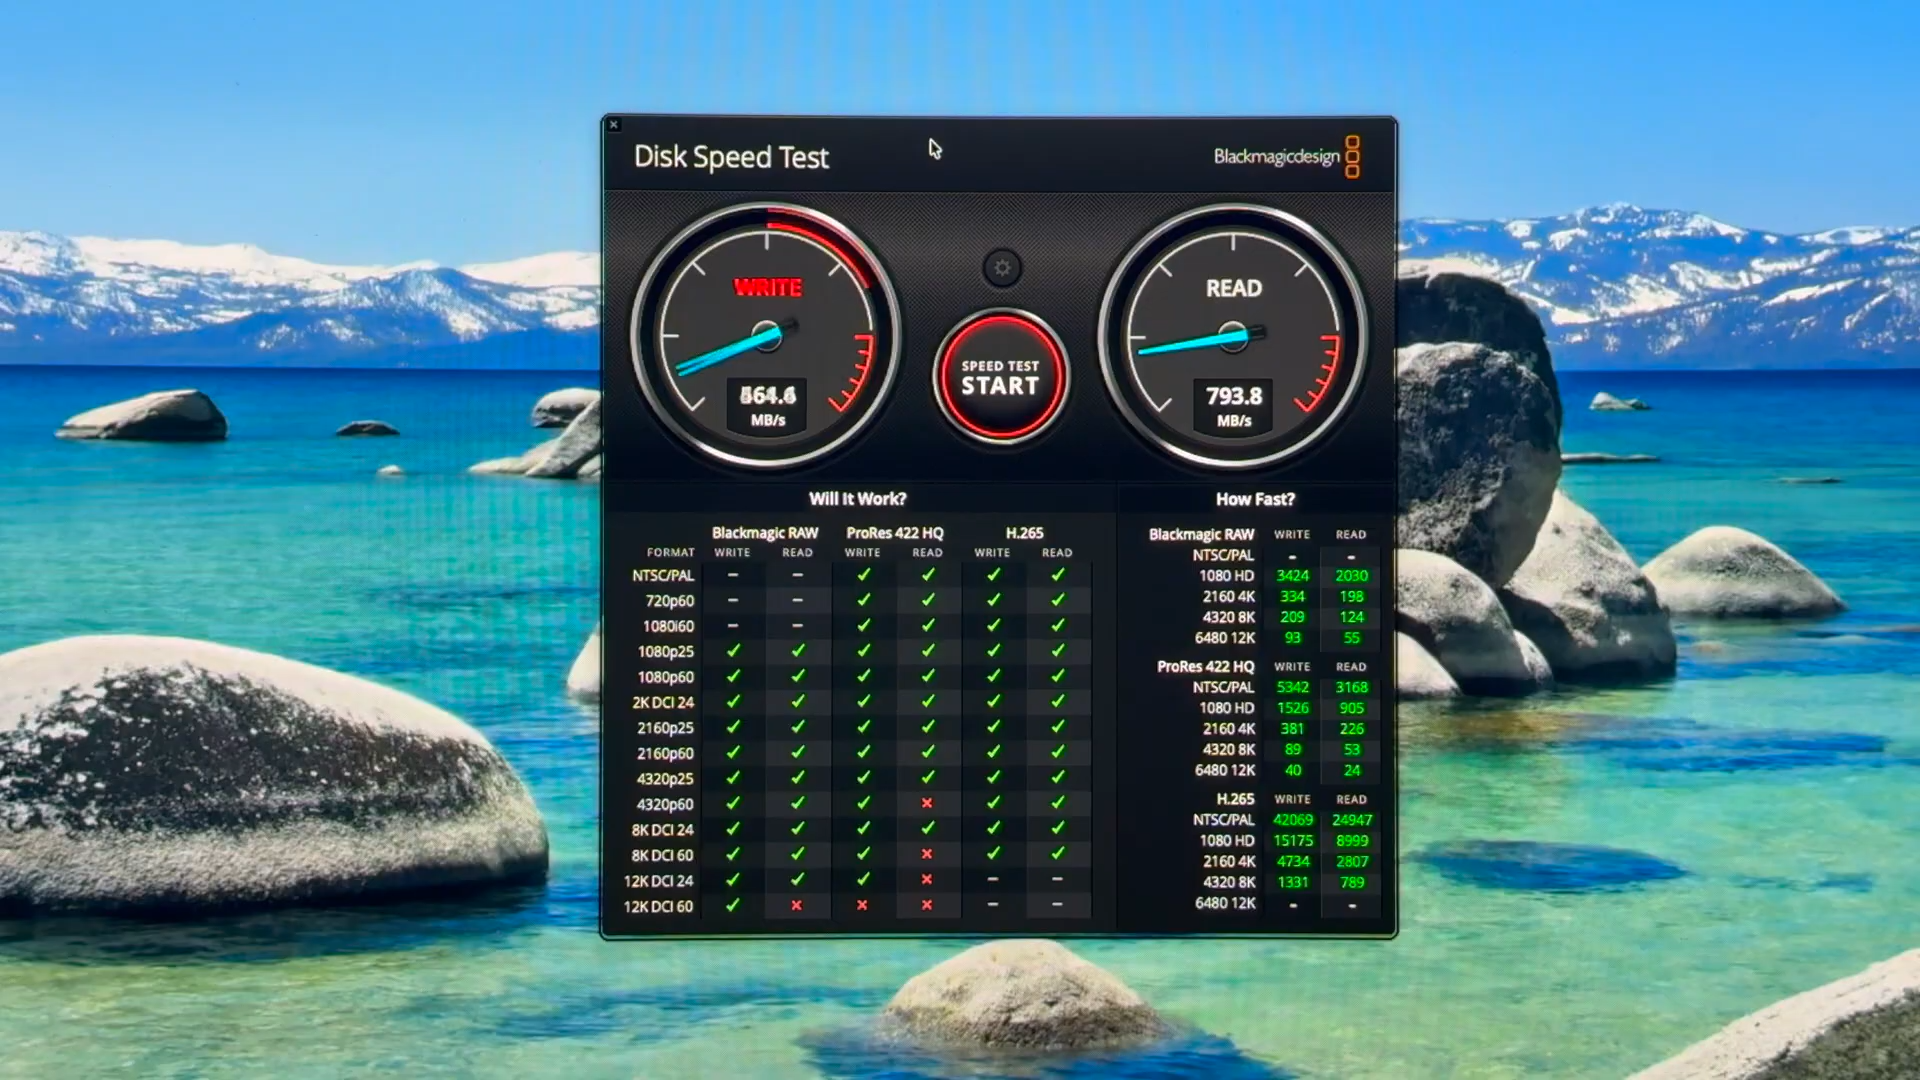 Disk Speed Test
Blackmagicdesign
WRITE
MB/s
SPEED TEST
START
READ
793.8
MB/s
Will It Work?
Blackmagic RAW ProRes 422 HQ H.265
FORMAT WRITE READ WRITE READ WRITE READ
NTSC/PAL – – ✓ ✓ ✓ ✓
720p60 – – ✓ ✓ ✓ ✓
1080i60 – – ✓ ✓ ✓ ✓
1080p25 ✓ ✓ ✓ ✓ ✓ ✓
1080p60 ✓ ✓ ✓ ✓ ✓ ✓
2K DCI 24 ✓ ✓ ✓ ✓ ✓ ✓
2160p25 ✓ ✓ ✓ ✓ ✓ ✓
2160p60 ✓ ✓ ✓ ✓ ✓ ✓
4320p25 ✓ ✓ ✓ ✓ ✓ ✓
4320p60 ✓ ✓ ✓ × ✓ ✓
8K DCI 24 ✓ ✓ ✓ ✓ ✓ ✓
8K DCI 60 ✓ ✓ ✓ × ✓ ✓
12K DCI 24 ✓ ✓ ✓ × – –
12K DCI 60 ✓ × × × – –
How Fast?
Blackmagic RAW WRITE READ
NTSC/PAL - -
1080 HD 3424 2030
2160 4K 334 198
4320 8K 209 124
6480 12K 93 55
ProRes 422 HQ WRITE READ
NTSC/PAL 5342 3168
1080 HD 1526 905
2160 4K 381 226
4320 8K 89 53
6480 12K 40 24
H.265 WRITE READ
NTSC/PAL 42069 24947
1080 HD 15175 8999
2160 4K 4734 2807
4320 8K 1331 789
6480 12K - -